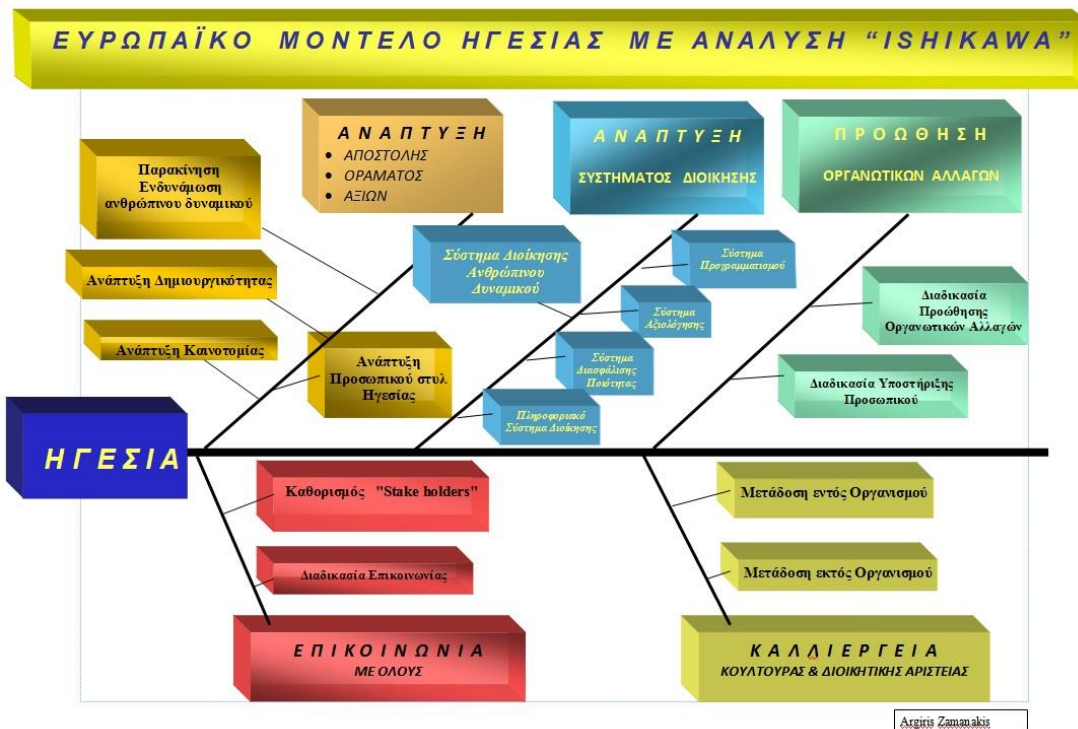 ΕΥΡΩΠΑΪΚΟ ΜΟΝΤΕΛΟ ΗΓΕΣΙΑΣ ΜΕ ΑΝΑΛΥΣΗ “ISHIKAWA”
ΑΝΑΠΤΥΞΗ
• ΑΠΟΣΤΟΛΗΣ
• ΟΡΑΜΑΤΟΣ
• ΑΞΙΩΝ
ΑΝΑΠΤΥΞΗ
ΣΥΣΤΗΜΑΤΟΣ ΔΙΟΙΚΗΣΗΣ
ΠΡΟΩΘΗΣΗ
ΟΡΓΑΝΩΤΙΚΩΝ ΑΛΛΑΓΩΝ
Παρακίνηση
Ενδυνάμωση
ανθρώπινου δυναμικού
Ανάπτυξη Δημιουργικότητας
Ανάπτυξη Καινοτομίας
Ανάπτυξη
Προσωπικού στυλ
Ηγεσίας
Σύστημα Διοίκησης
Ανθρώπινου
Δυναμικού
Σύστημα
Προγραμματισμού
Σύστημα
Αξιολόγησης
Σύστημα
Διασφάλισης
Ποιότητας
Πληροφοριακό
Σύστημα Διοίκησης
Διαδικασία
Προώθησης
Οργανωτικών Αλλαγών
Διαδικασία Υποστήριξης
Προσωπικού
ΗΓΕΣΙΑ
Καθορισμός "Stake holders"
Διαδικασία Επικοινωνίας
ΕΠΙΚΟΙΝΩΝΙΑ
ΜΕ ΟΛΟΥΣ
Μετάδοση εντός Οργανισμού
Μετάδοση εκτός Οργανισμού
ΚΑΛΛΙΕΡΓΕΙΑ
ΚΟΥΛΤΟΥΡΑΣ & ΔΙΟΙΚΗΤΙΚΗΣ ΑΡΙΣΤΕΙΑΣ
Argiris Zamanakis